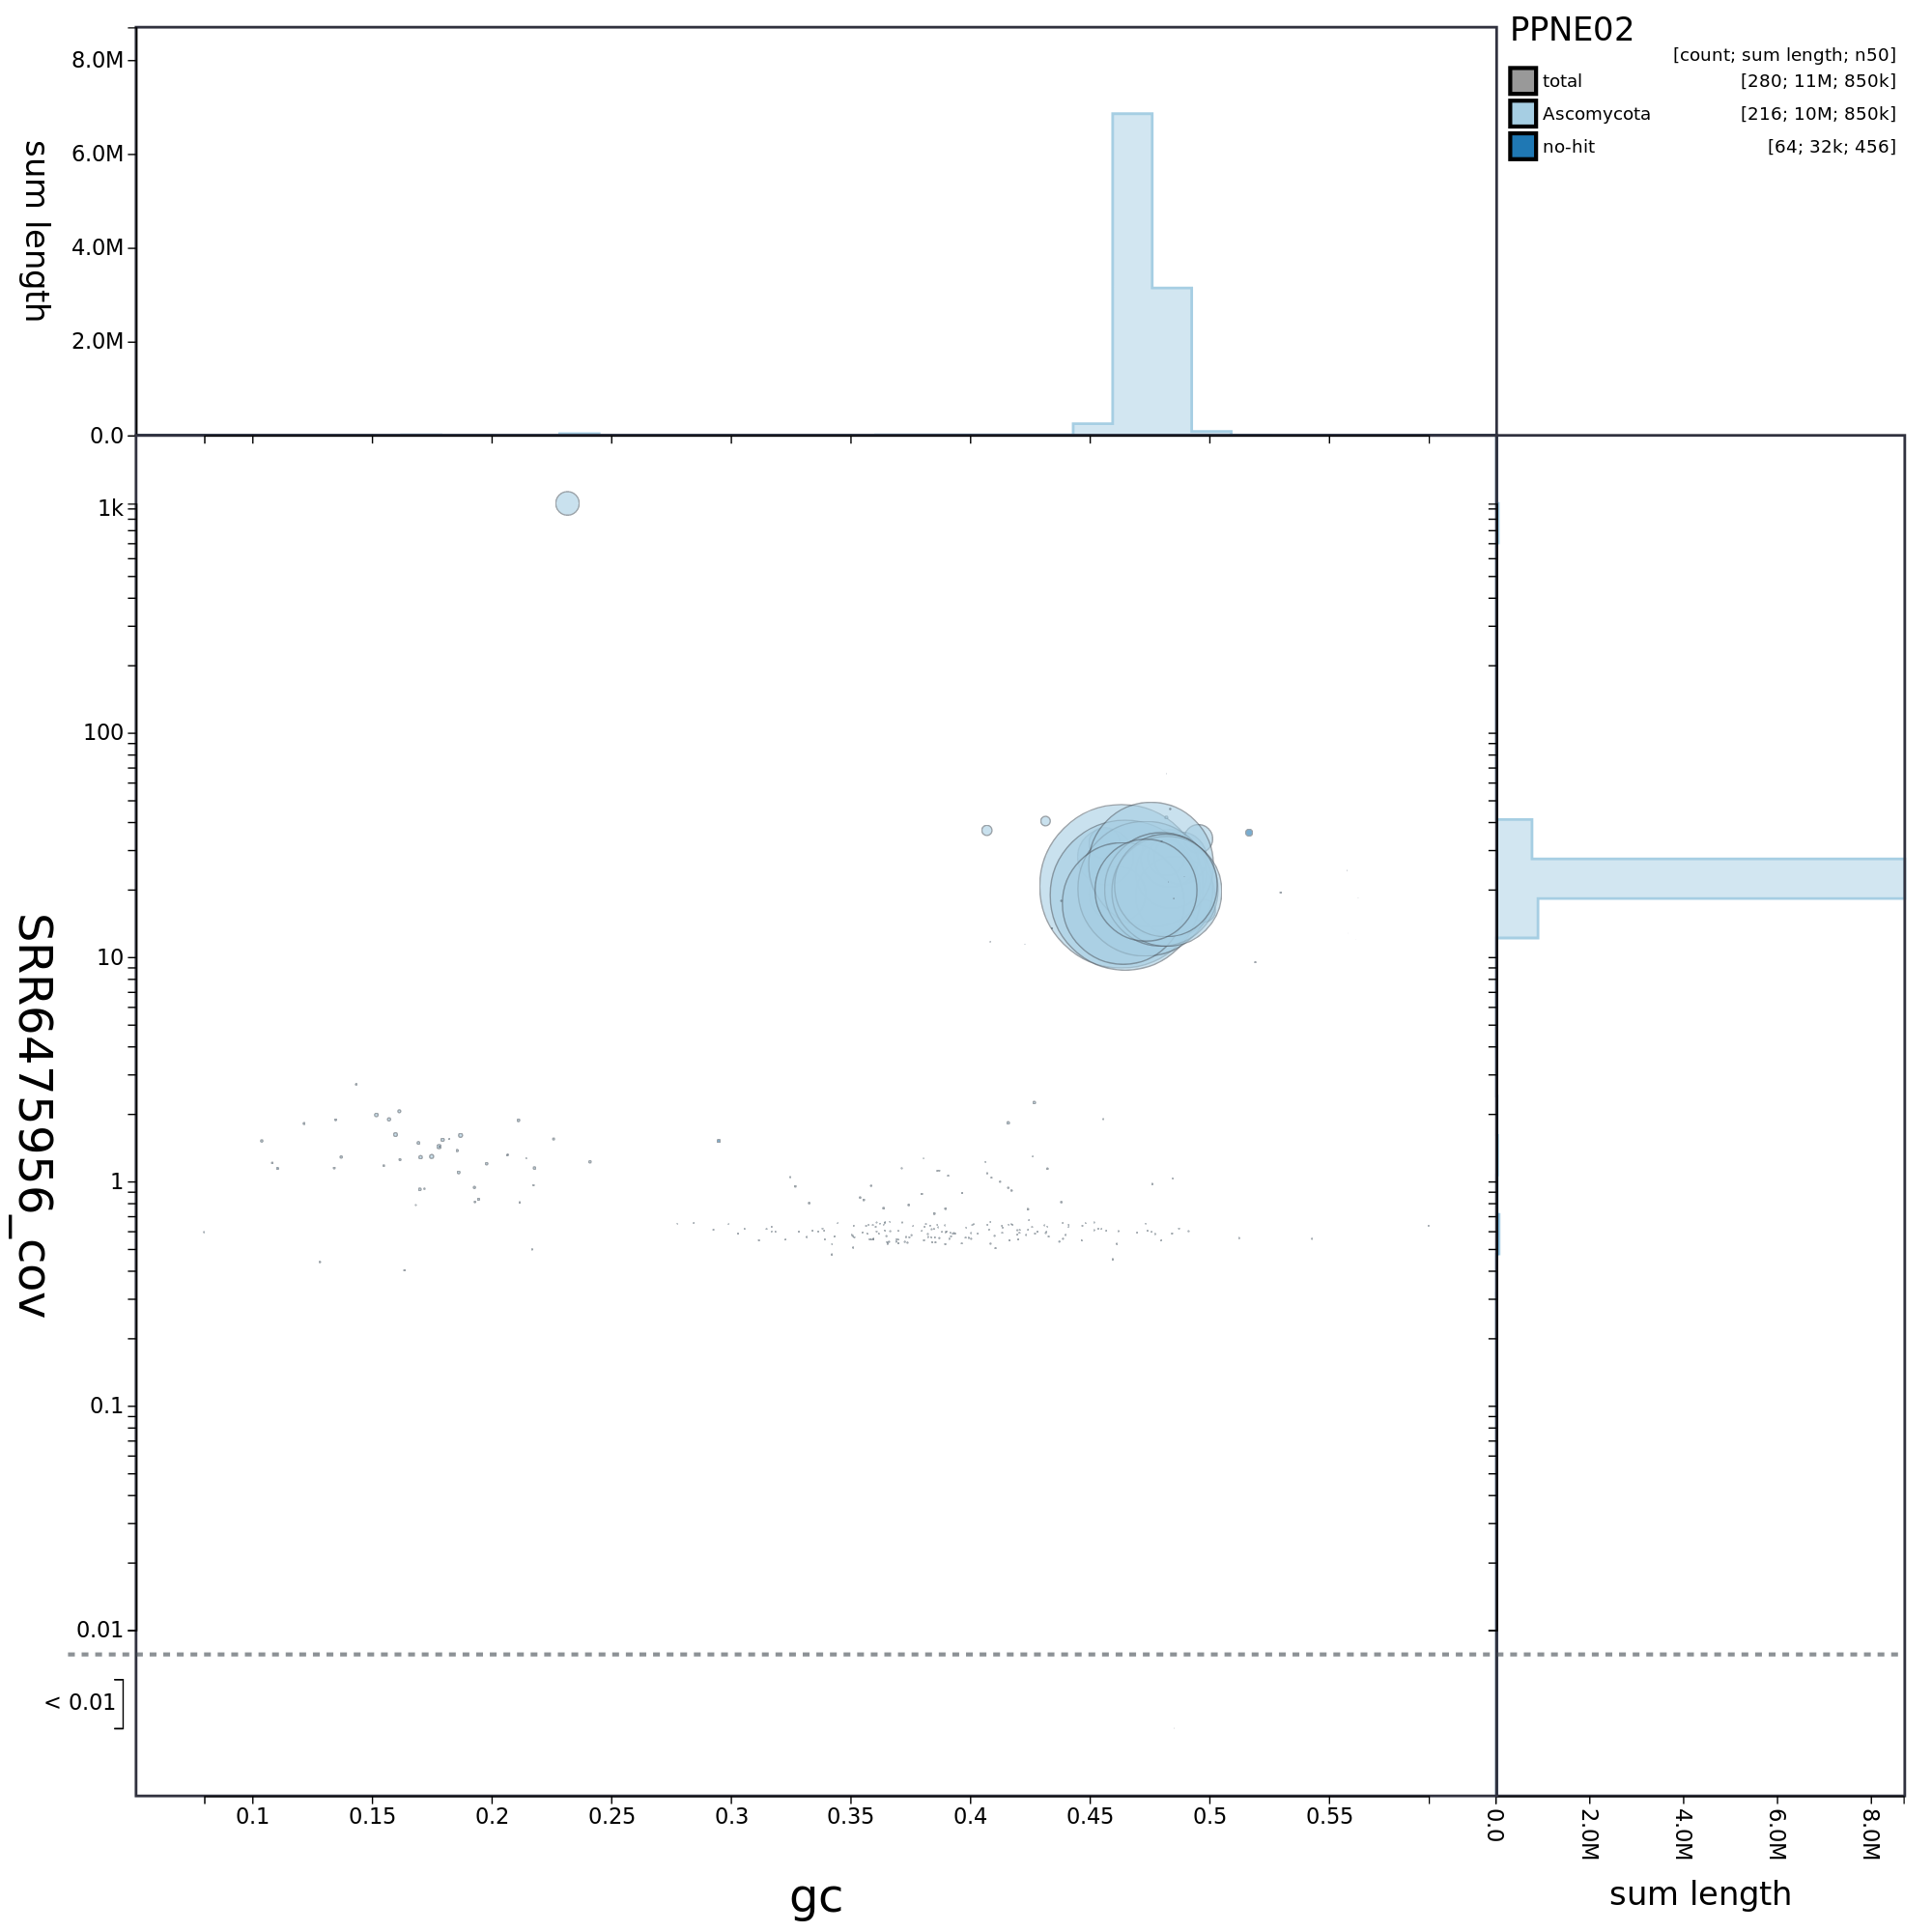 PPNE02
[count; sum length; n50]
total [280; 11M; 850k]
Ascomycota [216; 10M; 850k]
no-hit [64; 32k; 456]
sum length
8.0M
6.0M
4.0M
2.0M
0.0
SRR6475956_cov
1k
100
10
1
0.1
0.01
< 0.01
0.1 0.15 0.2 0.25 0.3 0.35 0.4 0.45 0.5 0.55
gc
0.0 2.0M 4.0M 6.0M 8.0M
sum length